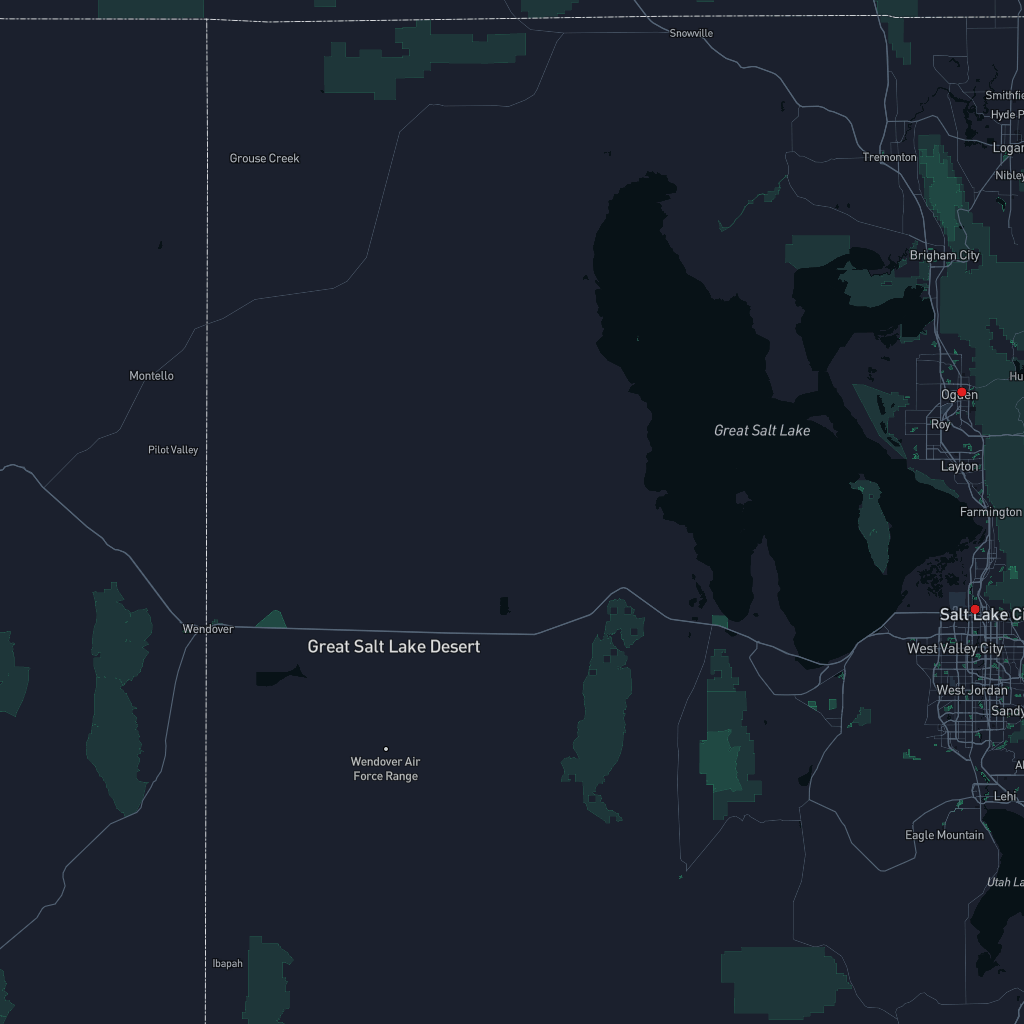 Snowville
Smithfie
Hyde P
Logan
Tremonton
Grouse Creek
Nibley
Brigham City
Montello
Hu
Ogden
Roy
Great Salt Lake
Pilot Valley
Layton
Farmington
Salt Lake Ci
Wendover
Great Salt Lake Desert
West Valley City
West Jordan
Sandy
Wendover Air
Force Range
Al
Lehi
Eagle Mountain
Utah La
Ibapah